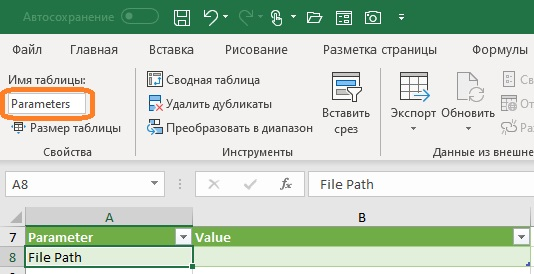 Автосохранение
Файл Главная Вставка Рисование Разметка страницы Формулы
Имя таблицы:
Parameters
Размер таблицы
Свойства
Сводная таблица
Удалить дубликаты
Преобразовать в диапазон
Инструменты
Вставить
срез
Экспорт
Обновить
Данные из внешне
A8
fx
File Path
A B
7 Parameter Value
8 File Path